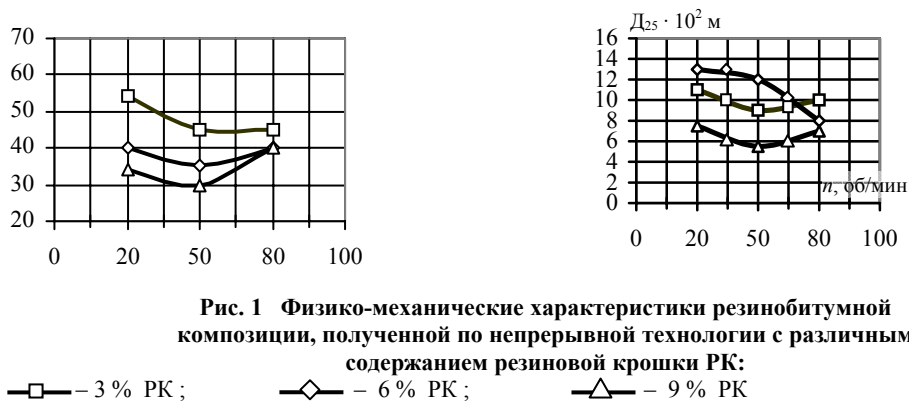 70
60
50
40
30
20
0 20 50 80 100
Д25 · 10² м
16
14
12
10
8
6
4
2
0
n, об/мин
0 20 50 80 100
Рис. 1 Физико-механические характеристики резинобитумной
композиции, полученной по непрерывной технологии с различным
содержанием резиновой крошки РК:
– 3 % РК ; – 6 % РК ; – 9 % РК